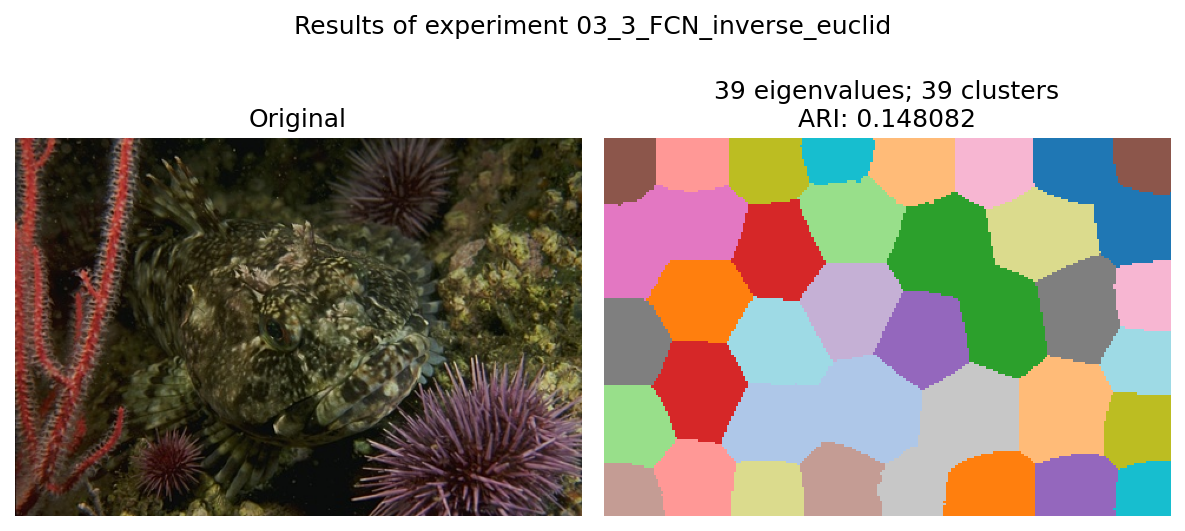 Results of experiment 03_3_FCN_inverse_euclid
Original
39 eigenvalues; 39 clusters
ARI: 0.148082